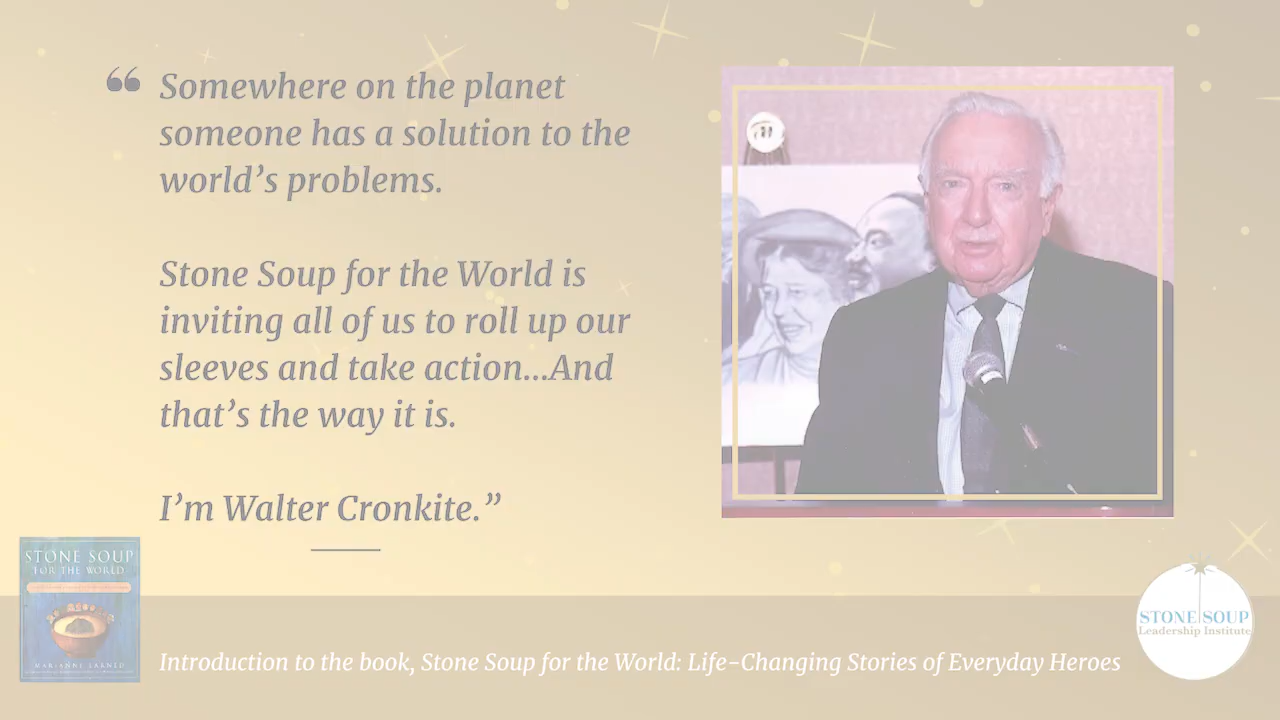 “ Somewhere on the planet
someone has a solution to the
world’s problems.
Stone Soup for the World is
inviting all of us to roll up our
sleeves and take action...And
that’s the way it is.
I’m Walter Cronkite.”
STONE SOUP
FOR THE WORLD
MARIANNE LARNED
Introduction to the book, Stone Soup for the World: Life-Changing Stories of Everyday Heroes
STONE SOUP
Leadership Institute